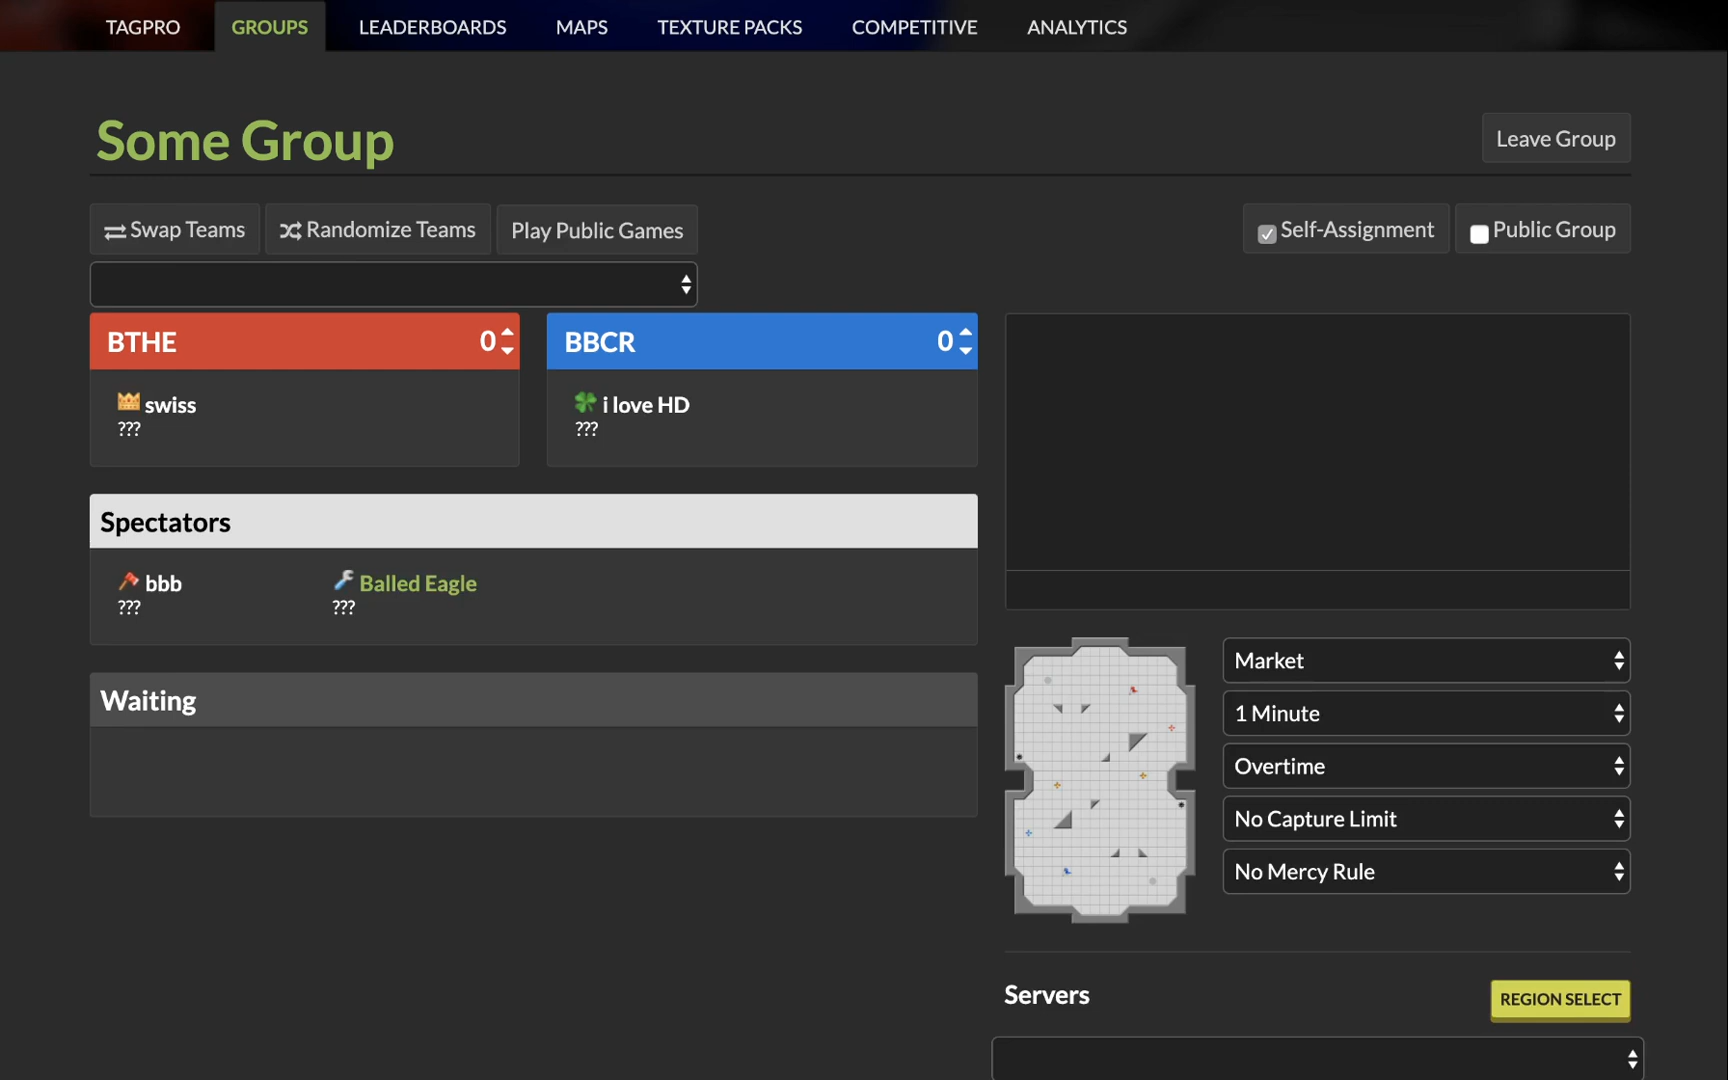 TAGPRO GROUPS LEADERBOARDS MAPS TEXTURE PACKS COMPETITIVE ANALYTICS
Some Group
Leave Group
Swap Teams Randomize Teams Play Public Games
Self-Assignment Public Group
BTHE 0
BBCR 0
swiss
???
i love HD
???
Spectators
bbb
???
Balled Eagle
???
Waiting
Market
1 Minute
Overtime
No Capture Limit
No Mercy Rule
Servers
REGION SELECT